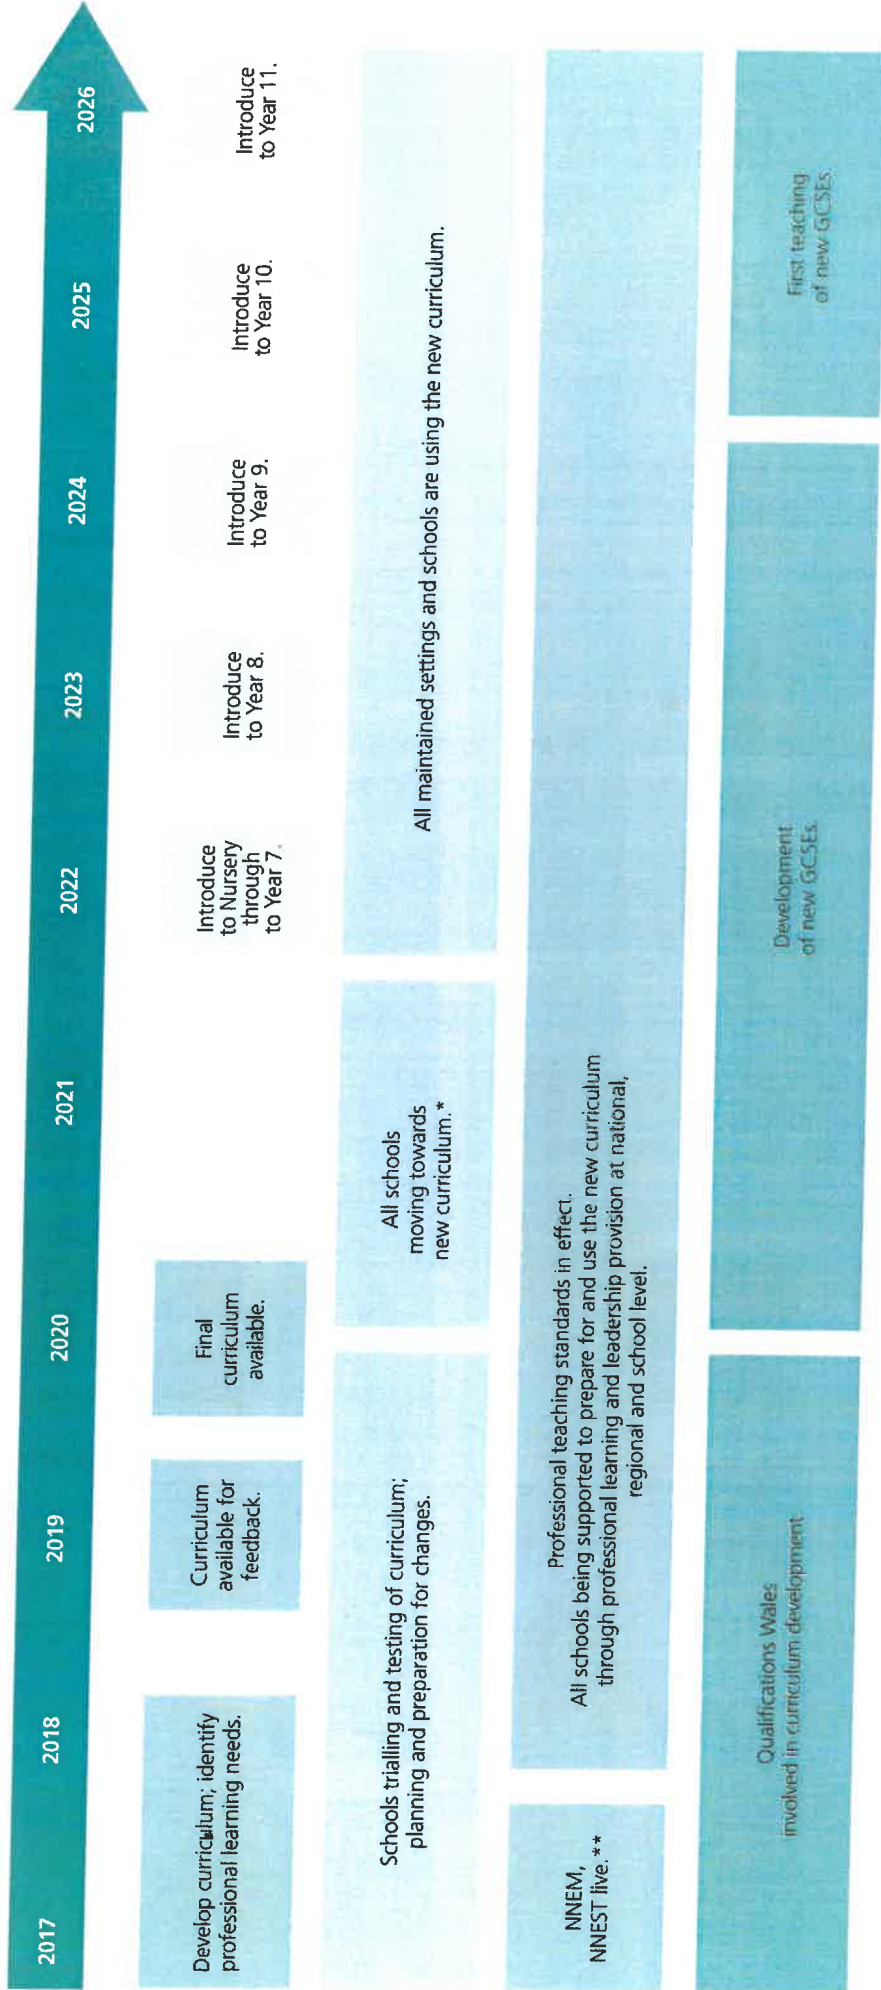 2017
2018
2019
2020
2021
2022
2023
2024
2025
2026
Develop curriculum; identify
professional learning needs.
Curriculum
available for
feedback.
Final
curriculum
available.
Introduce
to Nursery
through
to Year 7.
Introduce
to Year 8.
Introduce
to Year 9.
Introduce
to Year 10.
Introduce
to Year 11.
Schools trialling and testing of curriculum;
planning and preparation for changes.
All schools
moving towards
new curriculum.*
All maintained settings and schools are using the new curriculum.
NNEM,
NNEST live.**
Professional teaching standards in effect.
All schools being supported to prepare for and use the new curriculum
through professional learning and leadership provision at national,
regional and school level.
Qualifications Wales
involved in curriculum development
Development
of new GCSEs.
First teaching
of new GCSEs.